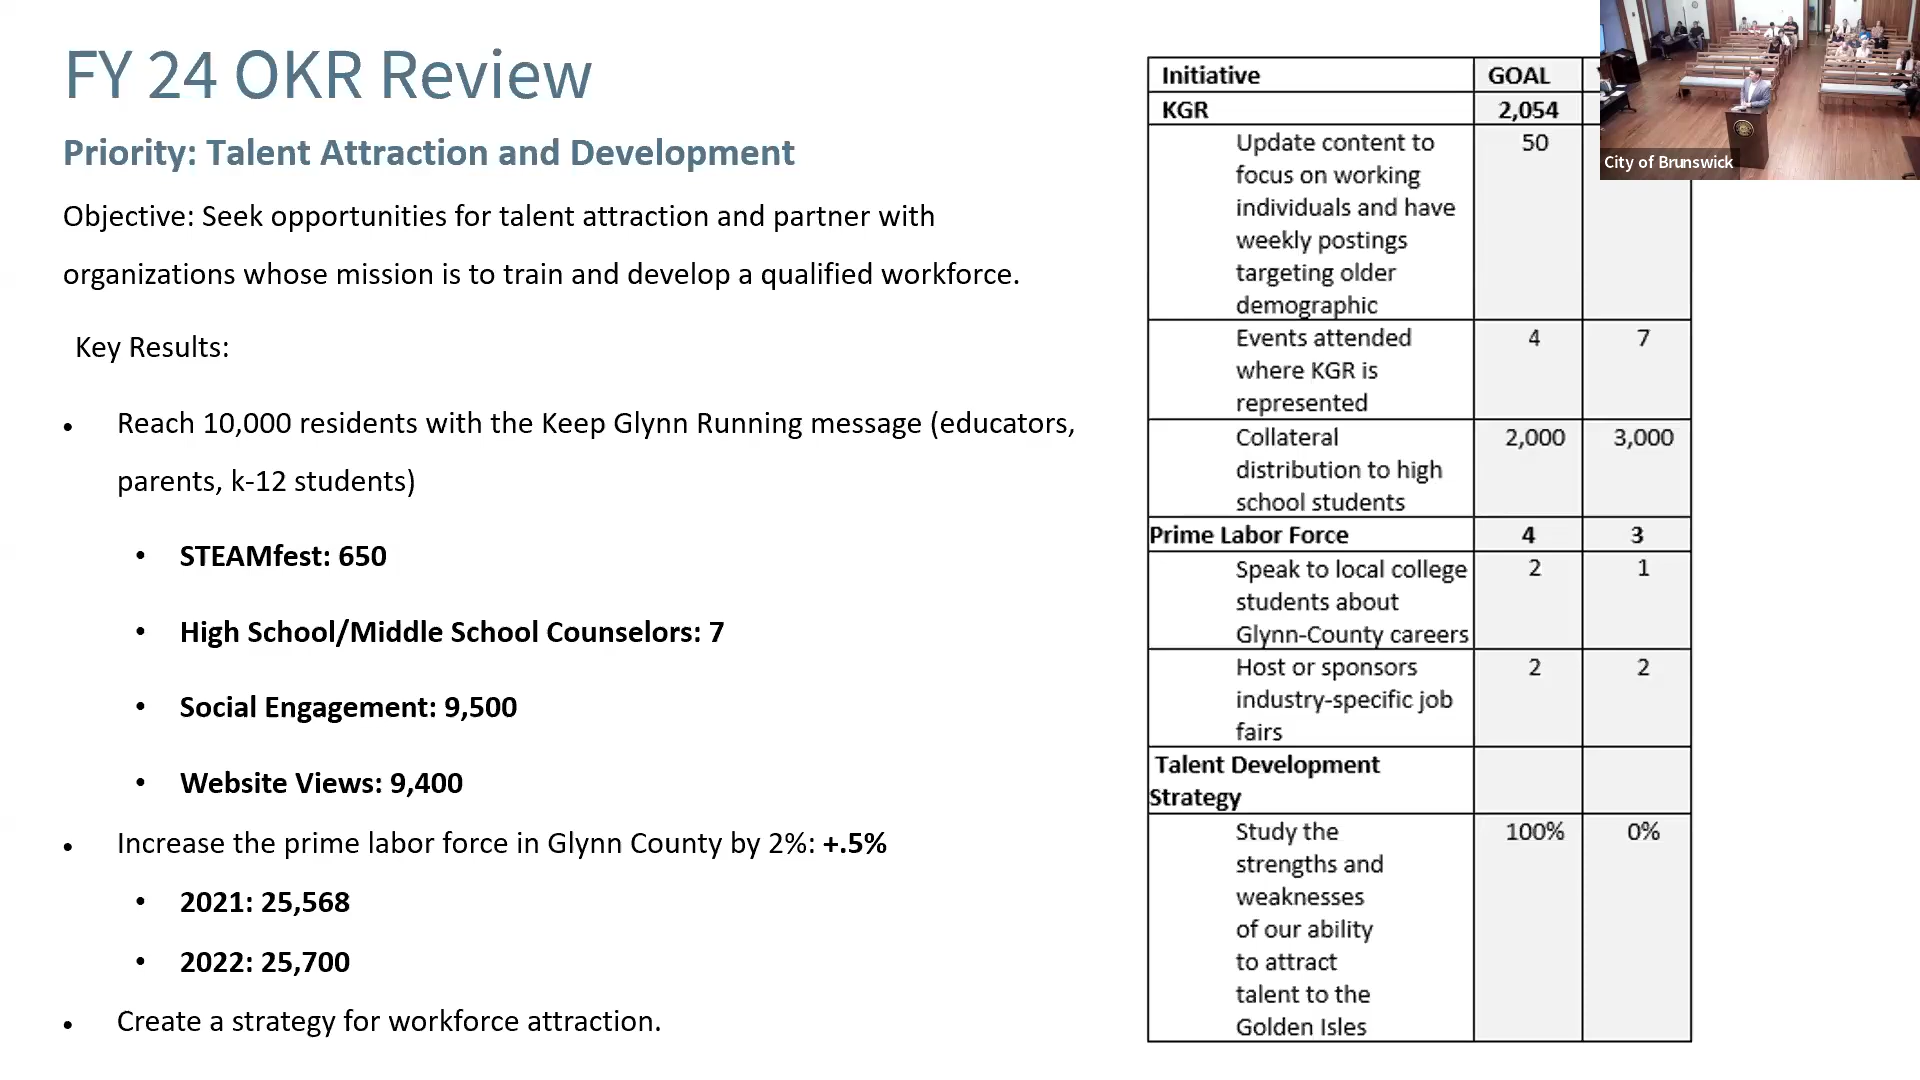 FY 24 OKR Review
Priority: Talent Attraction and Development
Objective: Seek opportunities for talent attraction and partner with
organizations whose mission is to train and develop a qualified workforce.
Key Results:
• Reach 10,000 residents with the Keep Glynn Running message (educators,
parents, k-12 students)
• STEAMfest: 650
• High School/Middle School Counselors: 7
• Social Engagement: 9,500
• Website Views: 9,400
• Increase the prime labor force in Glynn County by 2%: +.5%
• 2021: 25,568
• 2022: 25,700
• Create a strategy for workforce attraction.
Initiative GOAL
KGR 2,054
Update content to 50
focus on working
individuals and have
weekly postings
targeting older
demographic
Events attended 4 7
where KGR is
represented
Collateral 2,000 3,000
distribution to high
school students
Prime Labor Force 4 3
Speak to local college 2 1
students about
Glynn-County careers
Host or sponsors 2 2
industry-specific job
fairs
Talent Development
Strategy
Study the 100% 0%
strengths and
weaknesses
of our ability
to attract
talent to the
Golden Isles
City of Brunswick